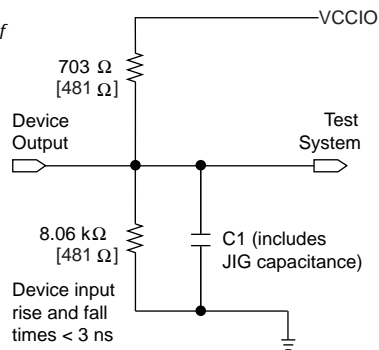 f
VCCIO
703 Ω
[481 Ω]
Device
Output
Test
System
8.06 kΩ
[481 Ω]
C1 (includes
JIG capacitance)
Device input
rise and fall
times < 3 ns